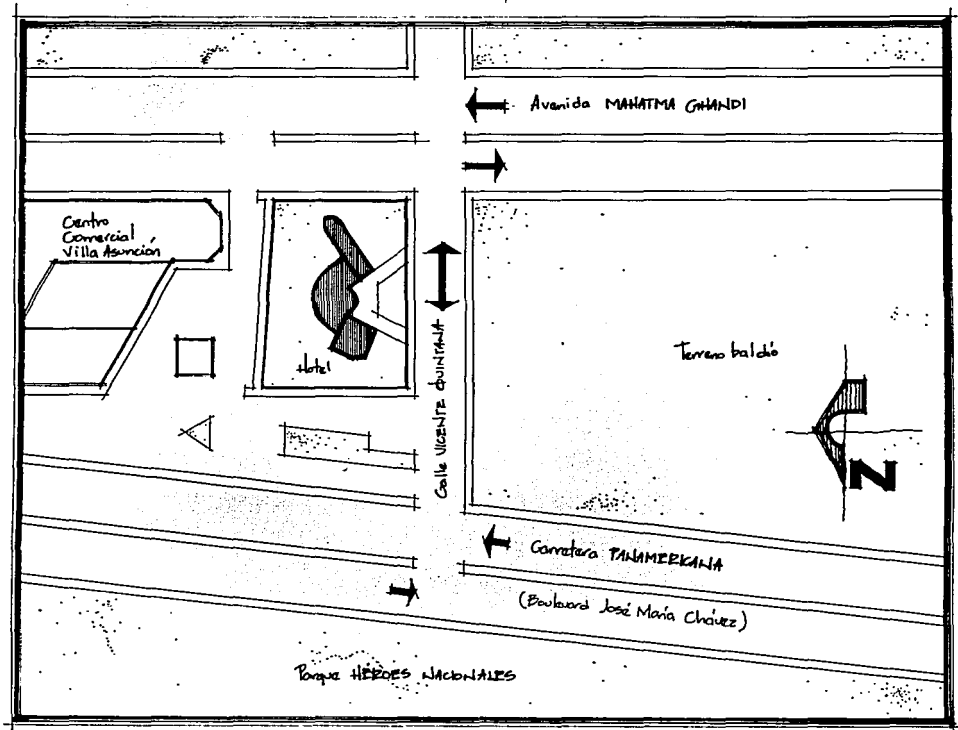 Avenida MAHATMA GHANDI
Centro
Comercial
Villa Asunción
Hotel
Calle VICENTE QUINTANA
Terreno baldío
N
Carretera PANAMERICANA
(Boulevard José María Chávez)
Parque HÉROES NACIONALES